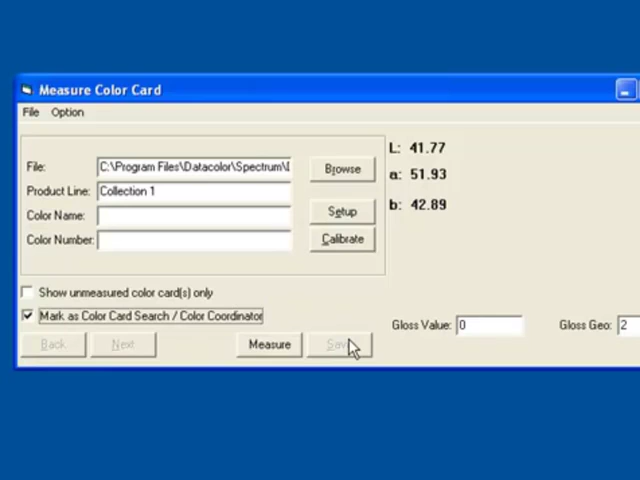 Measure Color Card
File Option
File: C:\Program Files\Datacolor\Spectrum\
Browse
Product Line: Collection 1
Color Name:
Setup
Color Number:
Calibrate
L: 41.77
a: 51.93
b: 42.89
Show unmeasured color card(s) only
Mark as Color Card Search / Color Coordinator
Gloss Value: 0
Gloss Geo: 2
Back Next Measure Save